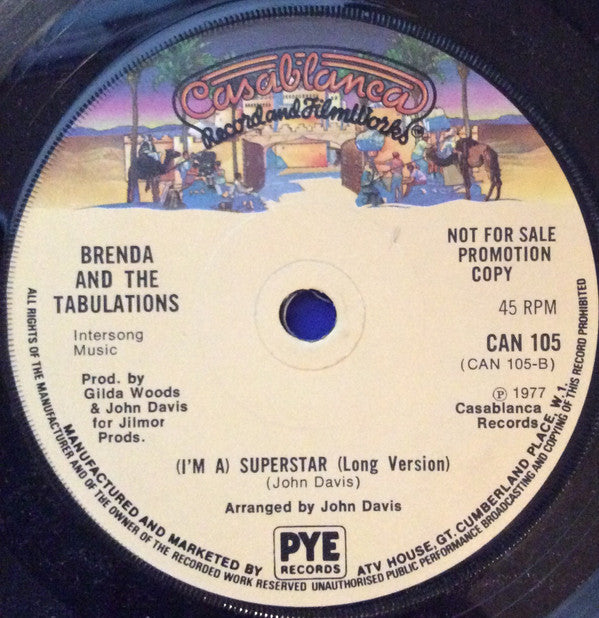 Casablanca
Record and FilmWorks
BRENDA
AND THE
TABULATIONS
Intersong
Music
Prod. by
Gilda Woods
& John Davis
for Jilmor
Prods.
NOT FOR SALE
PROMOTION
COPY
45 RPM
CAN 105
(CAN 105-B)
Ⓟ 1977
Casablanca
Records
(I'M A) SUPERSTAR (Long Version)
(John Davis)
Arranged by John Davis
PYE
RECORDS
MANUFACTURED AND MARKETED BY
ATV HOUSE, GT. CUMBERLAND PLACE, W.1.
ALL RIGHTS OF THE MANUFACTURER AND OF THE OWNER OF THE RECORDED WORK RESERVED UNAUTHORISED PUBLIC PERFORMANCE BROADCASTING AND COPYING OF THIS RECORD PROHIBITED